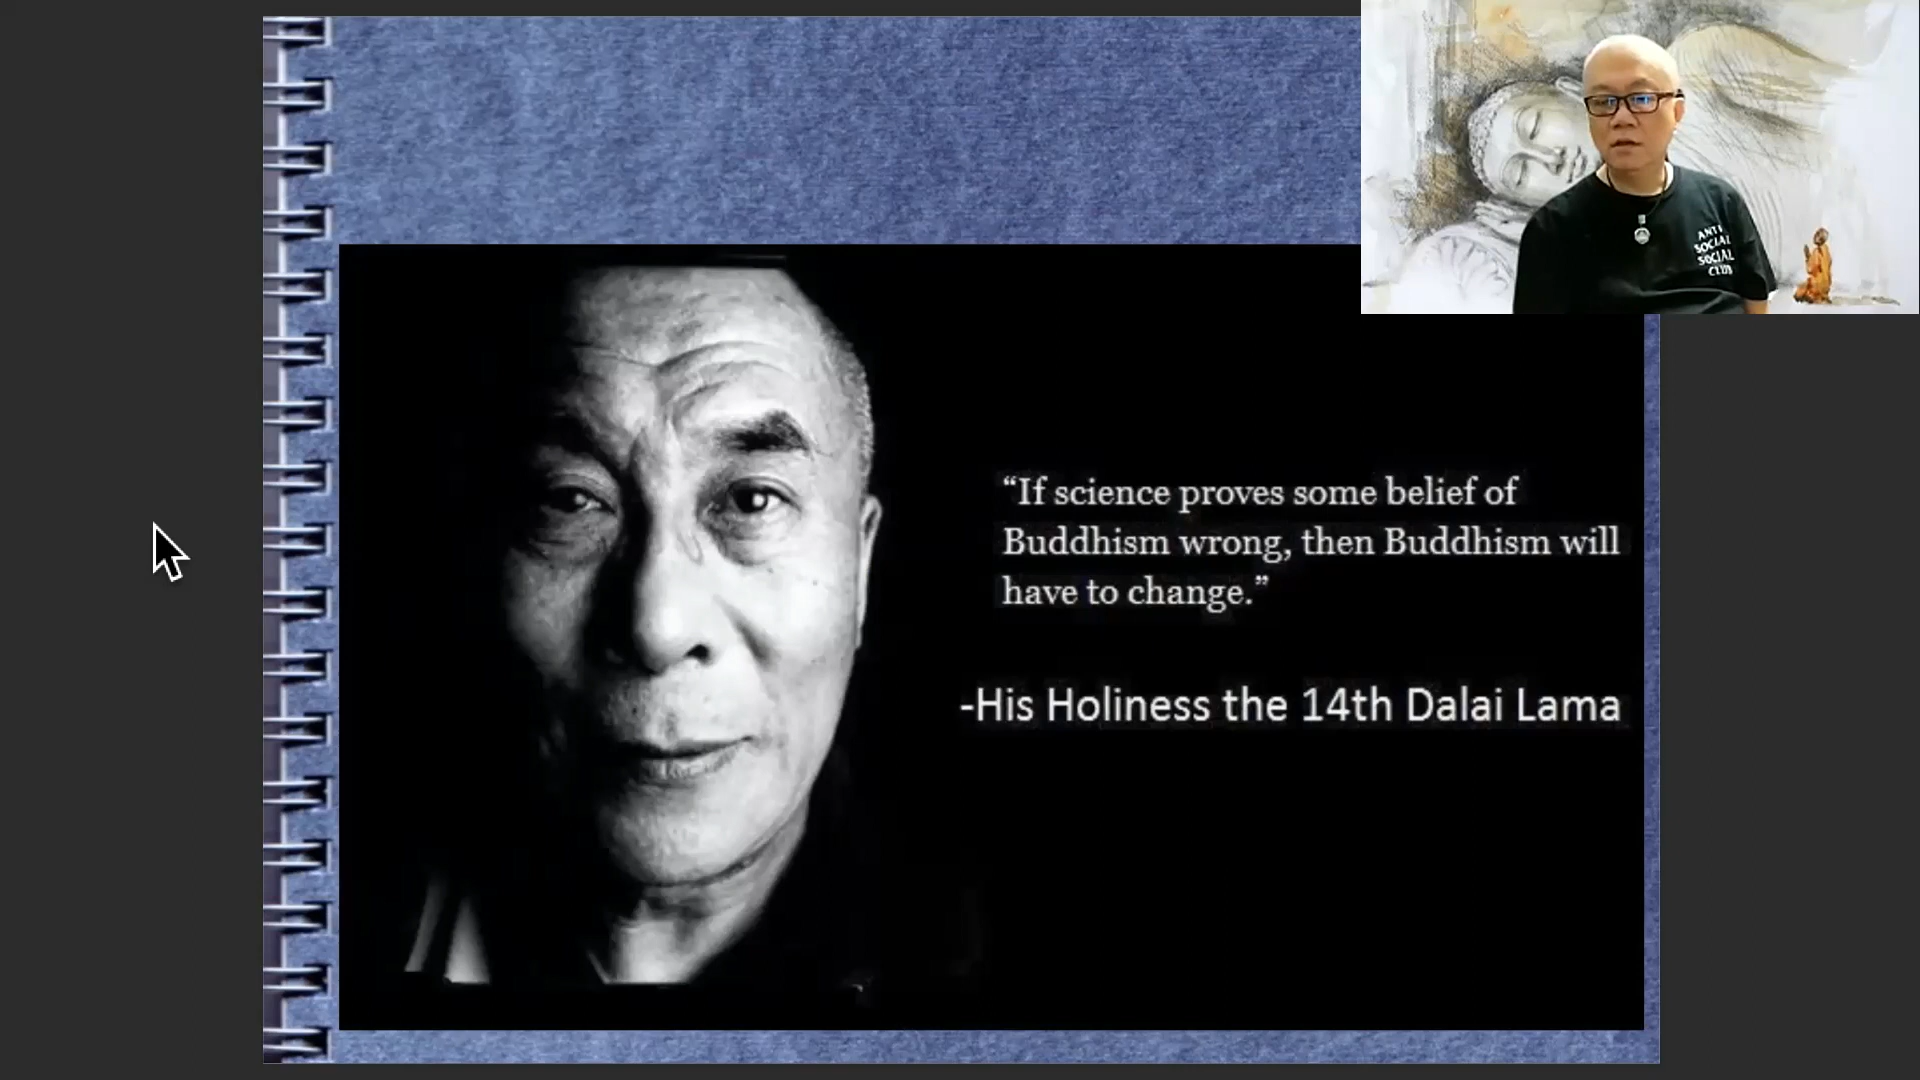 ANTI
SOCIAL
SOCIAL
CLUB
“If science proves some belief of
Buddhism wrong, then Buddhism will
have to change.”
-His Holiness the 14th Dalai Lama